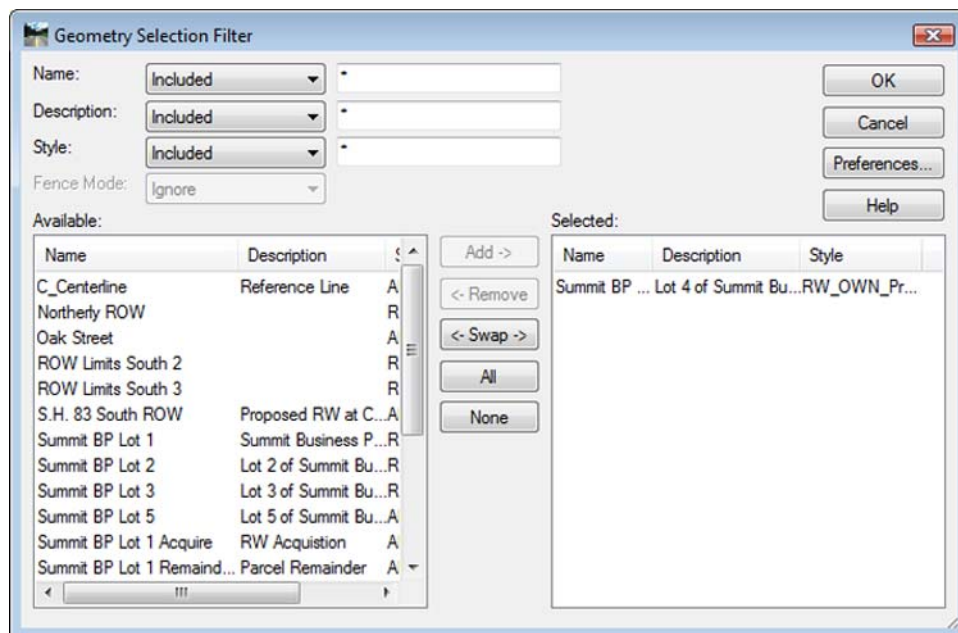 Geometry Selection Filter
Name: Included *
Description: Included *
Style: Included *
Fence Mode: Ignore
OK
Cancel
Preferences...
Help
Available:
Name Description S
C_Centerline Reference Line A
Northerly ROW R
Oak Street A
ROW Limits South 2 R
ROW Limits South 3 R
S.H. 83 South ROW Proposed RW at C...A
Summit BP Lot 1 Summit Business P...R
Summit BP Lot 2 Lot 2 of Summit Bu...R
Summit BP Lot 3 Lot 3 of Summit Bu...R
Summit BP Lot 5 Lot 5 of Summit Bu...A
Summit BP Lot 1 Acquire RW Acquistion A
Summit BP Lot 1 Remaind... Parcel Remainder A
Add ->
<- Remove
<- Swap ->
All
None
Selected:
Name Description Style
Summit BP ... Lot 4 of Summit Bu...RW_OWN_Pr...